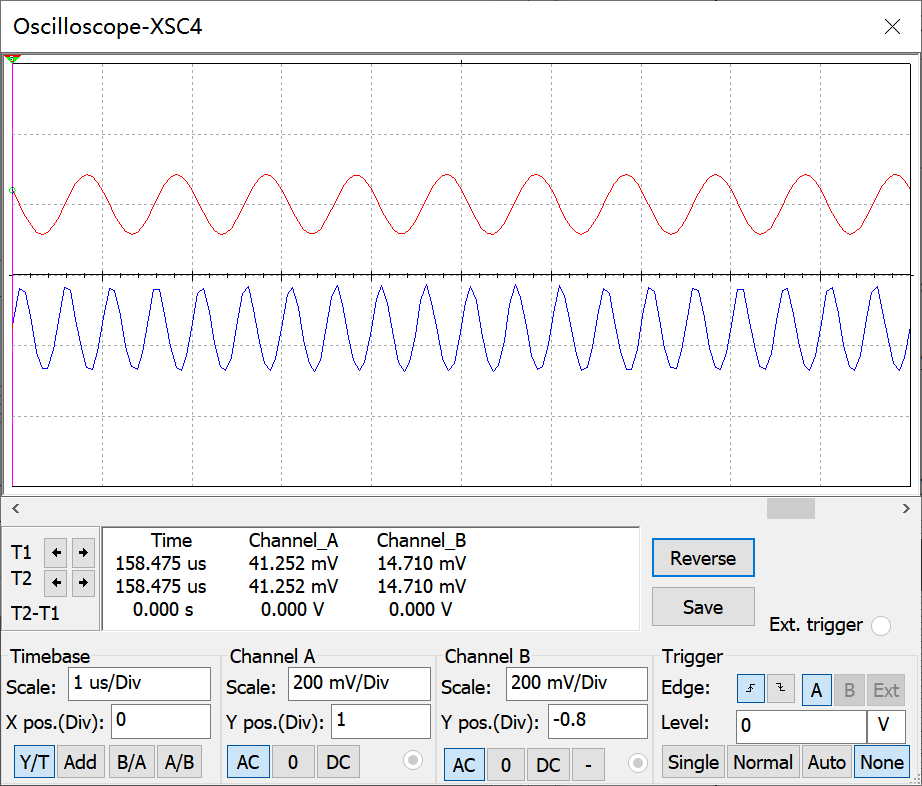 Oscilloscope-XSC4
Time Channel_A Channel_B
T1 158.475 us 41.252 mV 14.710 mV
T2 158.475 us 41.252 mV 14.710 mV
T2-T1 0.000 s 0.000 V 0.000 V
Reverse
Save
Ext. trigger
Timebase
Scale: 1 us/Div
X pos.(Div): 0
Y/T Add B/A A/B
Channel A
Scale: 200 mV/Div
Y pos.(Div): 1
AC 0 DC
Channel B
Scale: 200 mV/Div
Y pos.(Div): -0.8
AC 0 DC -
Trigger
Edge: A B Ext
Level: 0 V
Single Normal Auto None